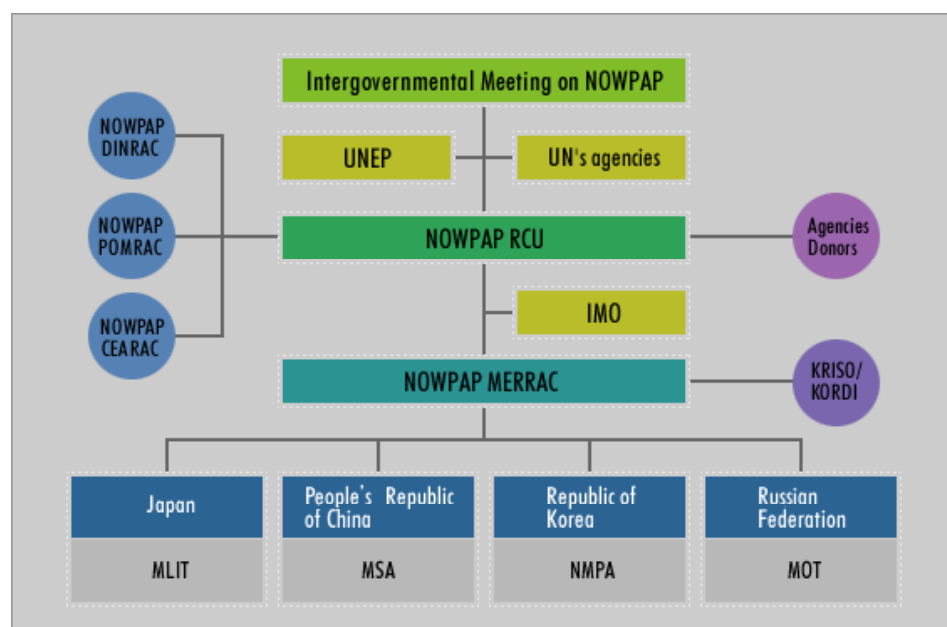 Intergovernmental Meeting on NOWPAP
NOWPAP
DINRAC
UNEP
UN's agencies
NOWPAP
POMRAC
NOWPAP RCU
Agencies
Donors
IMO
NOWPAP
CEARAC
NOWPAP MERRAC
KRISO/
KORDI
Japan
People's Republic
of China
Republic of
Korea
Russian
Federation
MLIT
MSA
NMPA
MOT